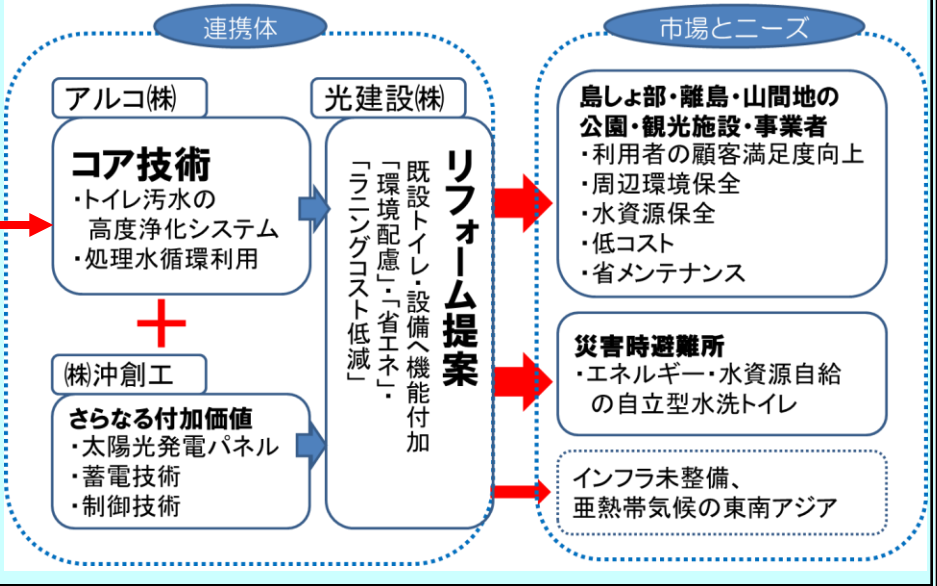 連携体
アルコ㈱
コア技術
・トイレ汚水の
高度浄化システム
・処理水循環利用
㈱沖創工
さらなる付加価値
・太陽光発電パネル
・蓄電技術
・制御技術
光建設㈱
リフォーム提案
既設トイレ・設備へ機能付加
「環境配慮」・「省エネ」・
「ラニングコスト低減」
市場とニーズ
島しょ部・離島・山間地の
公園・観光施設・事業者
・利用者の顧客満足度向上
・周辺環境保全
・水資源保全
・低コスト
・省メンテナンス
災害時避難所
・エネルギー・水資源自給
の自立型水洗トイレ
インフラ未整備、
亜熱帯気候の東南アジア